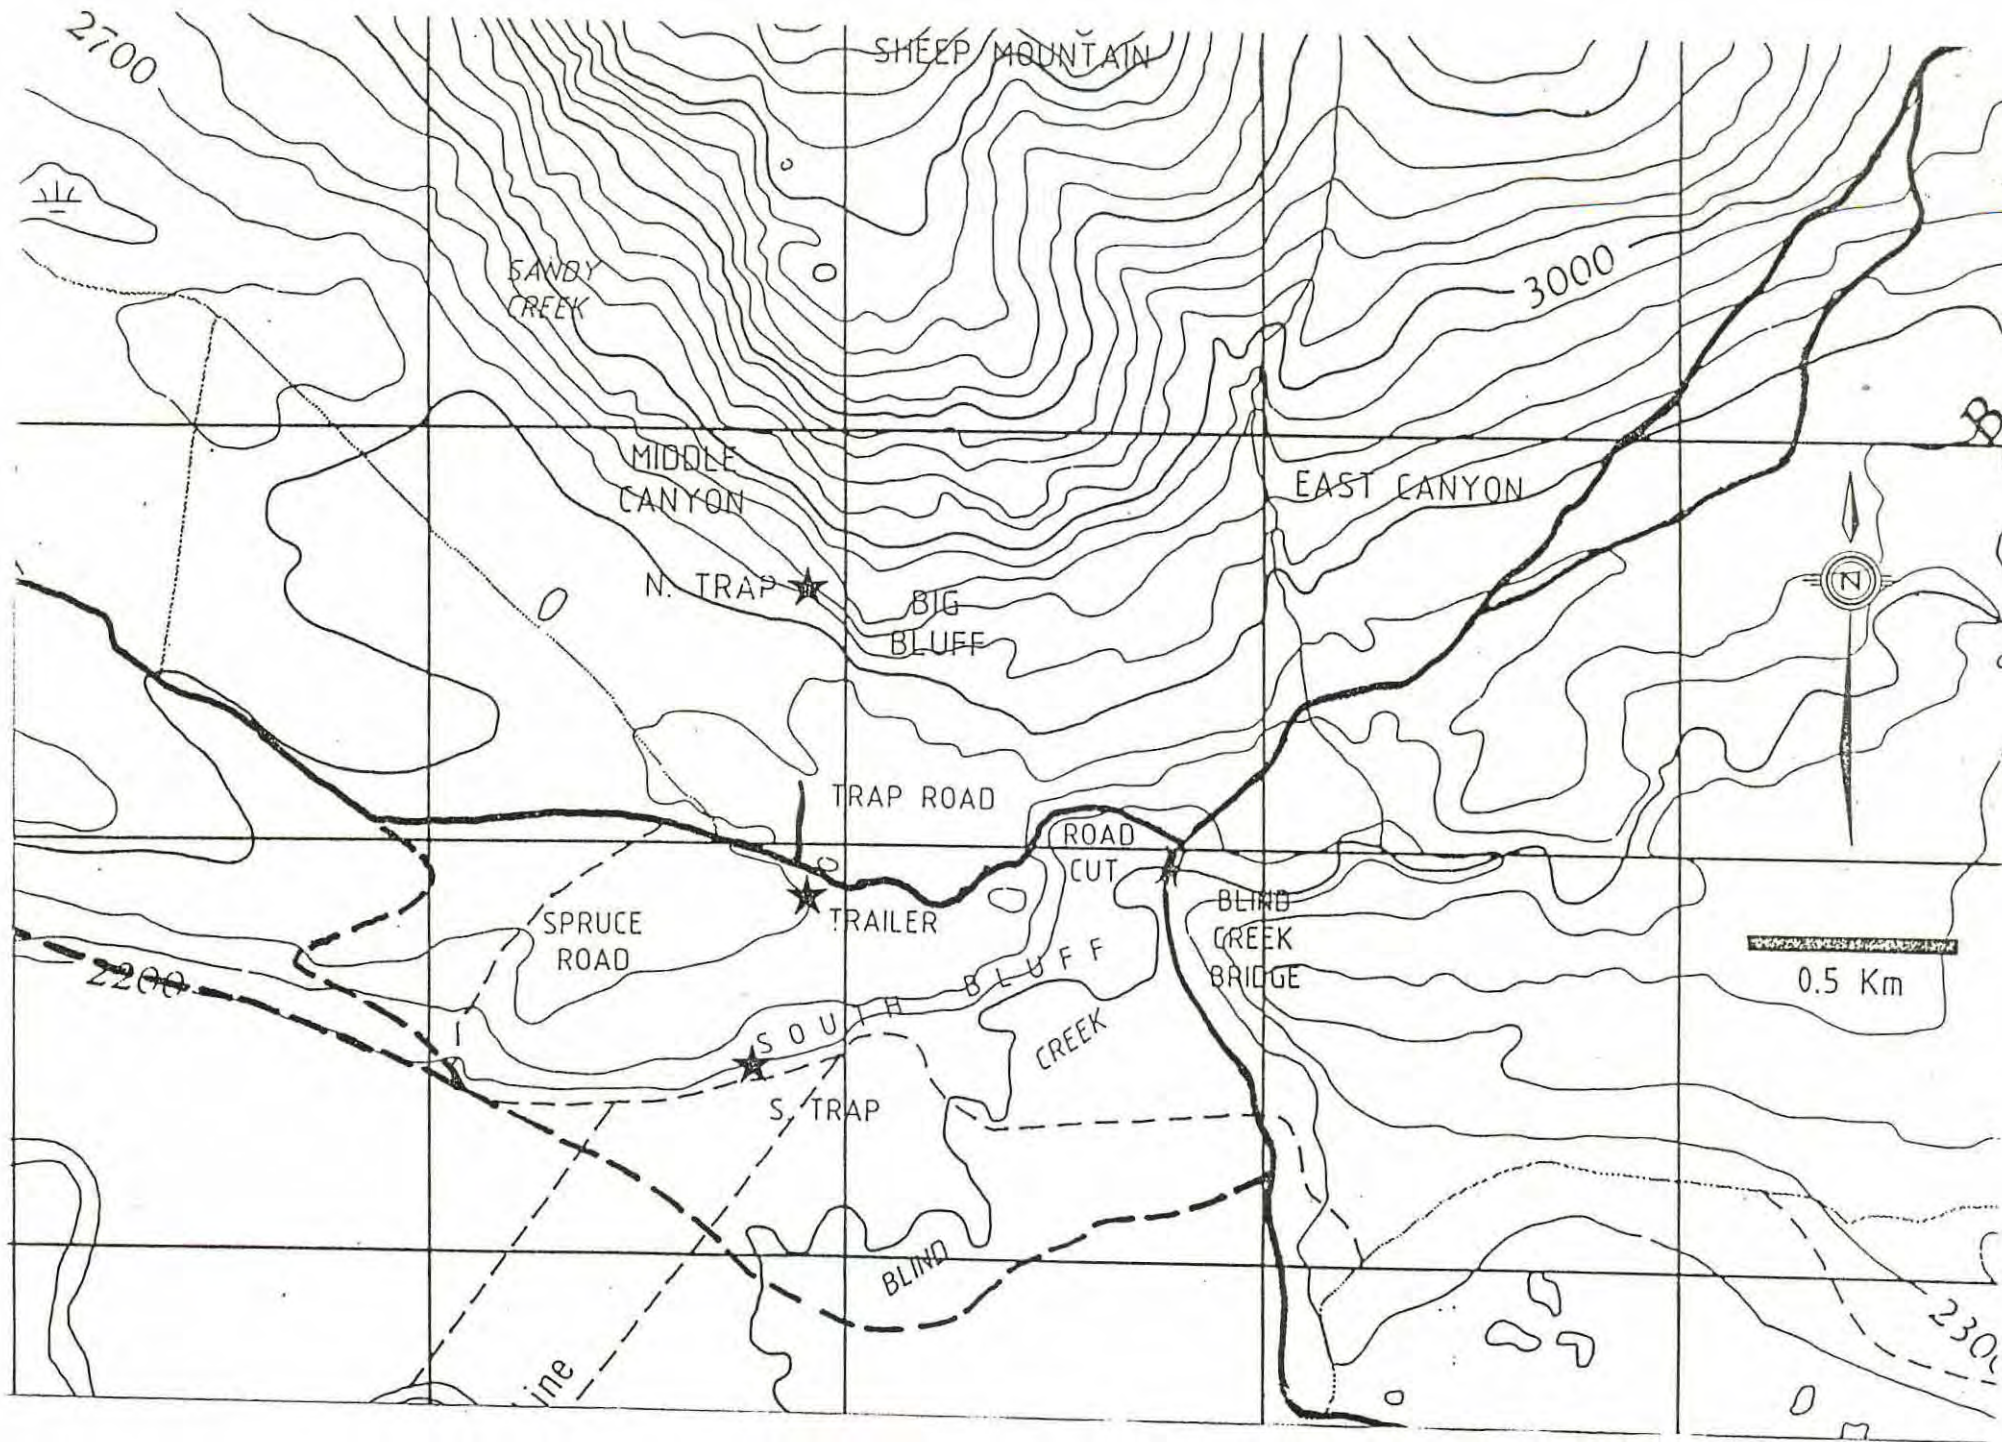 2700
SHEEP MOUNTAIN
SANDY
CREEK
3000
B
MIDDLE
CANYON
EAST CANYON
N. TRAP
BIG
BLUFF
N
TRAP ROAD
ROAD
CUT
SPRUCE
ROAD
TRAILER
BLIND
CREEK
BRIDGE
0.5 Km
2200
SOUTH BLUFF
CREEK
S. TRAP
BLIND
2300
ine